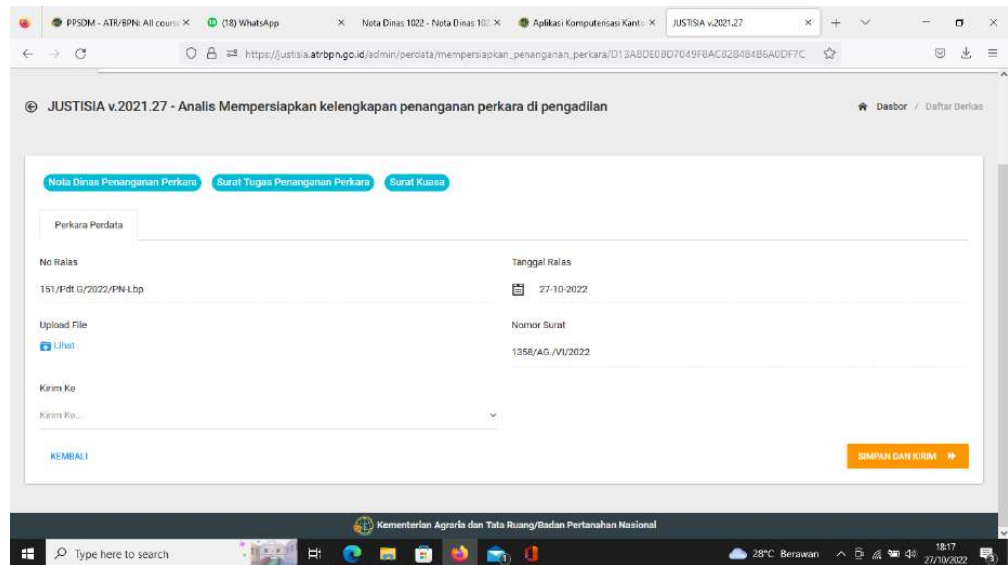 PPSDM - ATR/BPN: All cours
(18) WhatsApp
Nota Dinas 1022 - Nota Dinas 102
Aplikasi Komputerisasi Kanto
JUSTISIA v.2021.27
https://justisia.atrbpn.go.id/admin/perdata/mempersiapkan_penanganan_perkara/
JUSTISIA v.2021.27 - Analis Mempersiapkan kelengkapan penanganan perkara di pengadilan
Dasbor / Daftar Berkas
Nota Dinas Penanganan Perkara
Surat Tugas Penanganan Perkara
Surat Kuasa
Perkara Perdata
No Ralas
Tanggal Ralas
151/Pdt.G/2022/PN-Lbp
27-10-2022
Upload File
Nomor Surat
Lihat
1358/AG./VI/2022
Kirim Ke
Kirim Ke...
KEMBALI
SIMPAN DAN KIRIM
Kementerian Agraria dan Tata Ruang/Badan Pertanahan Nasional
Type here to search
28°C Berawan
18:17
27/10/2022